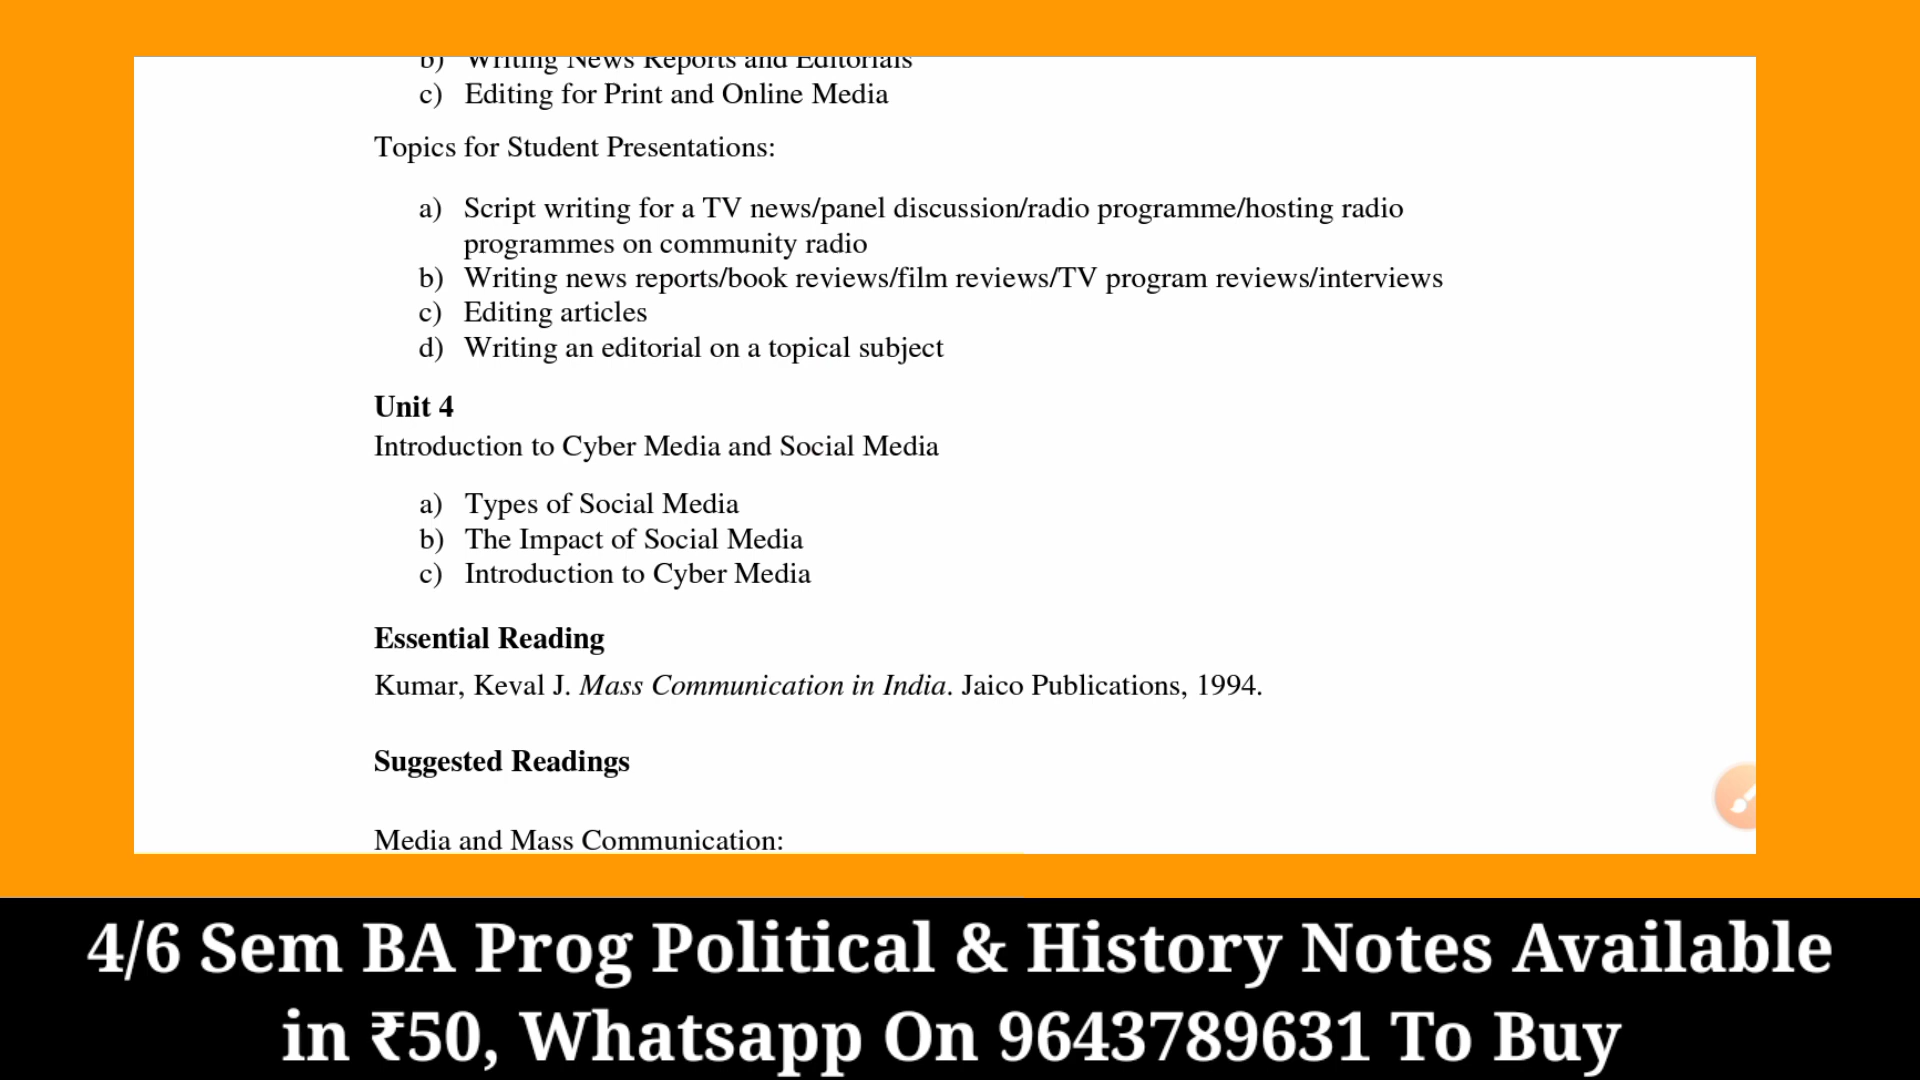 b) Writing News Reports and Editorials
c) Editing for Print and Online Media
Topics for Student Presentations:
a) Script writing for a TV news/panel discussion/radio programme/hosting radio
programmes on community radio
b) Writing news reports/book reviews/film reviews/TV program reviews/interviews
c) Editing articles
d) Writing an editorial on a topical subject
Unit 4
Introduction to Cyber Media and Social Media
a) Types of Social Media
b) The Impact of Social Media
c) Introduction to Cyber Media
Essential Reading
Kumar, Keval J. Mass Communication in India. Jaico Publications, 1994.
Suggested Readings
Media and Mass Communication:
4/6 Sem BA Prog Political & History Notes Available
in ₹50, Whatsapp On 9643789631 To Buy